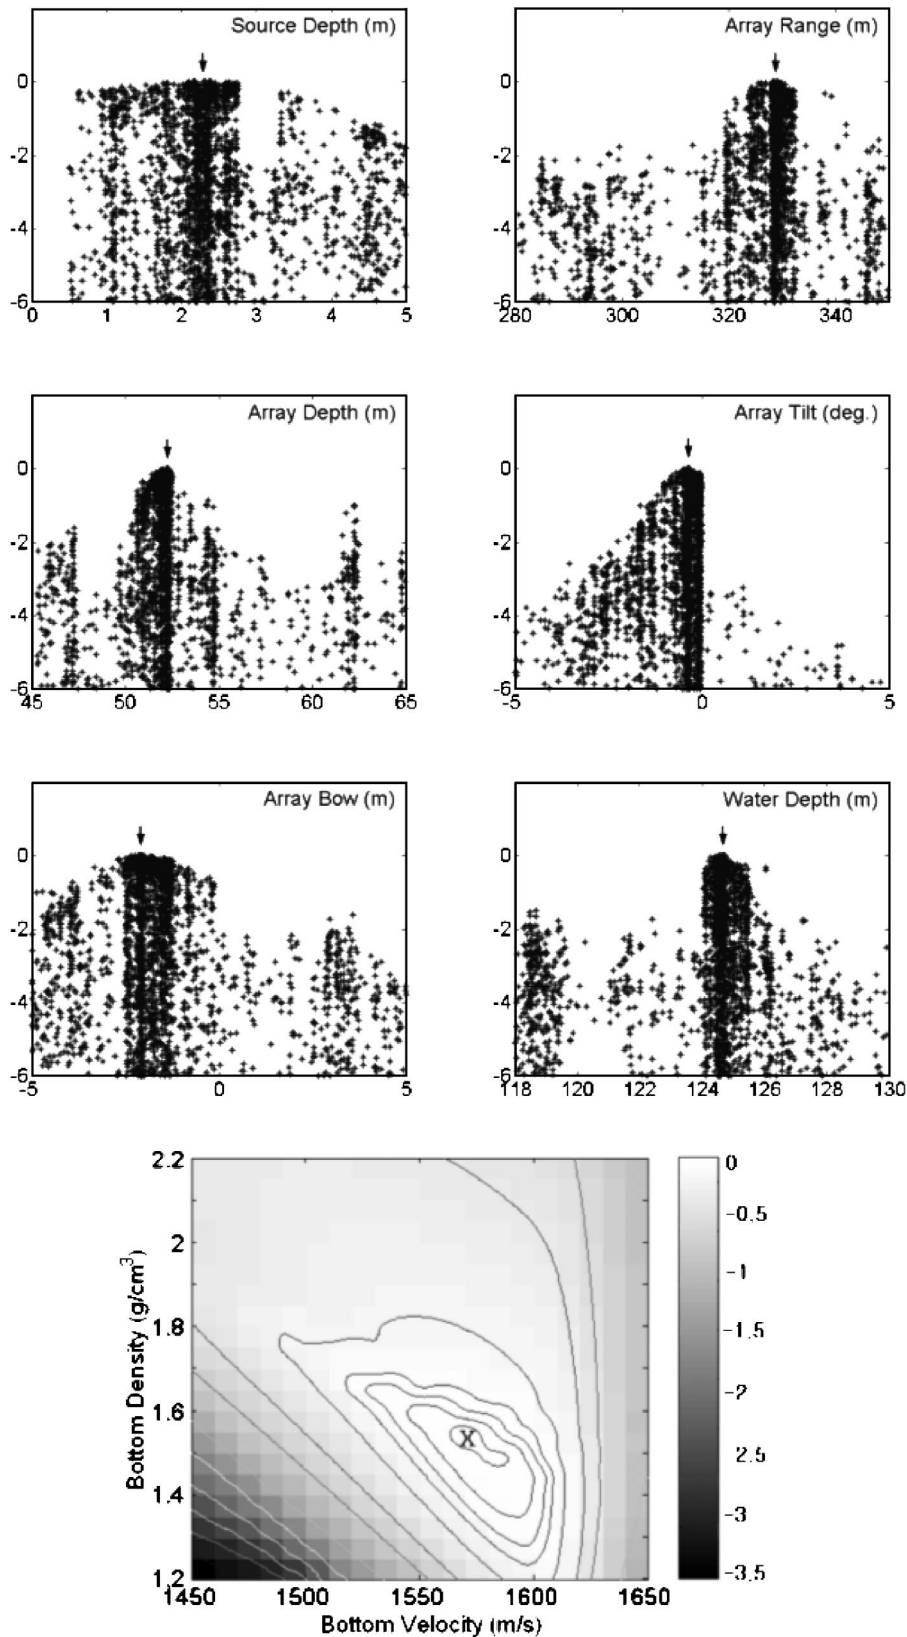 Source Depth (m)
0
-2
-4
-6
0 1 2 3 4 5
Array Range (m)
0
-2
-4
-6
280 300 320 340
Array Depth (m)
0
-2
-4
-6
45 50 55 60 65
Array Tilt (deg.)
0
-2
-4
-6
-5 0 5
Array Bow (m)
0
-2
-4
-6
-5 0 5
Water Depth (m)
0
-2
-4
-6
118 120 122 124 126 128 130
Bottom Density (g/cm³)
2.2
2
1.8
1.6
1.4
1.2
X
1450 1500 1550 1600 1650
Bottom Velocity (m/s)
0
-0.5
-1
-1.5
-2
-2.5
-3
-3.5